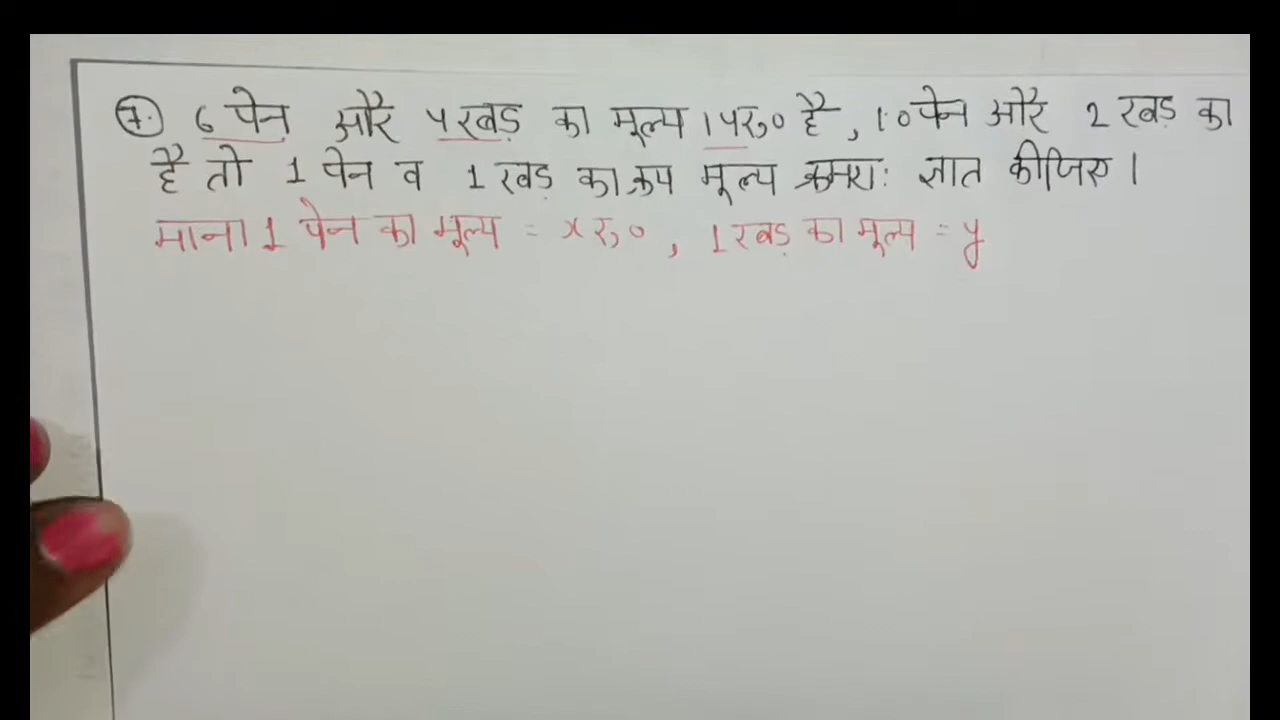 7. 6 पेन और 4 रबड़ का मूल्य 14 रु० है, 10 पेन और 2 रबड़ का
है तो 1 पेन व 1 रबड़ का क्रय मूल्य क्रमशः ज्ञात कीजिए।
माना 1 पेन का मूल्य = x रु०, 1 रबड़ का मूल्य = y